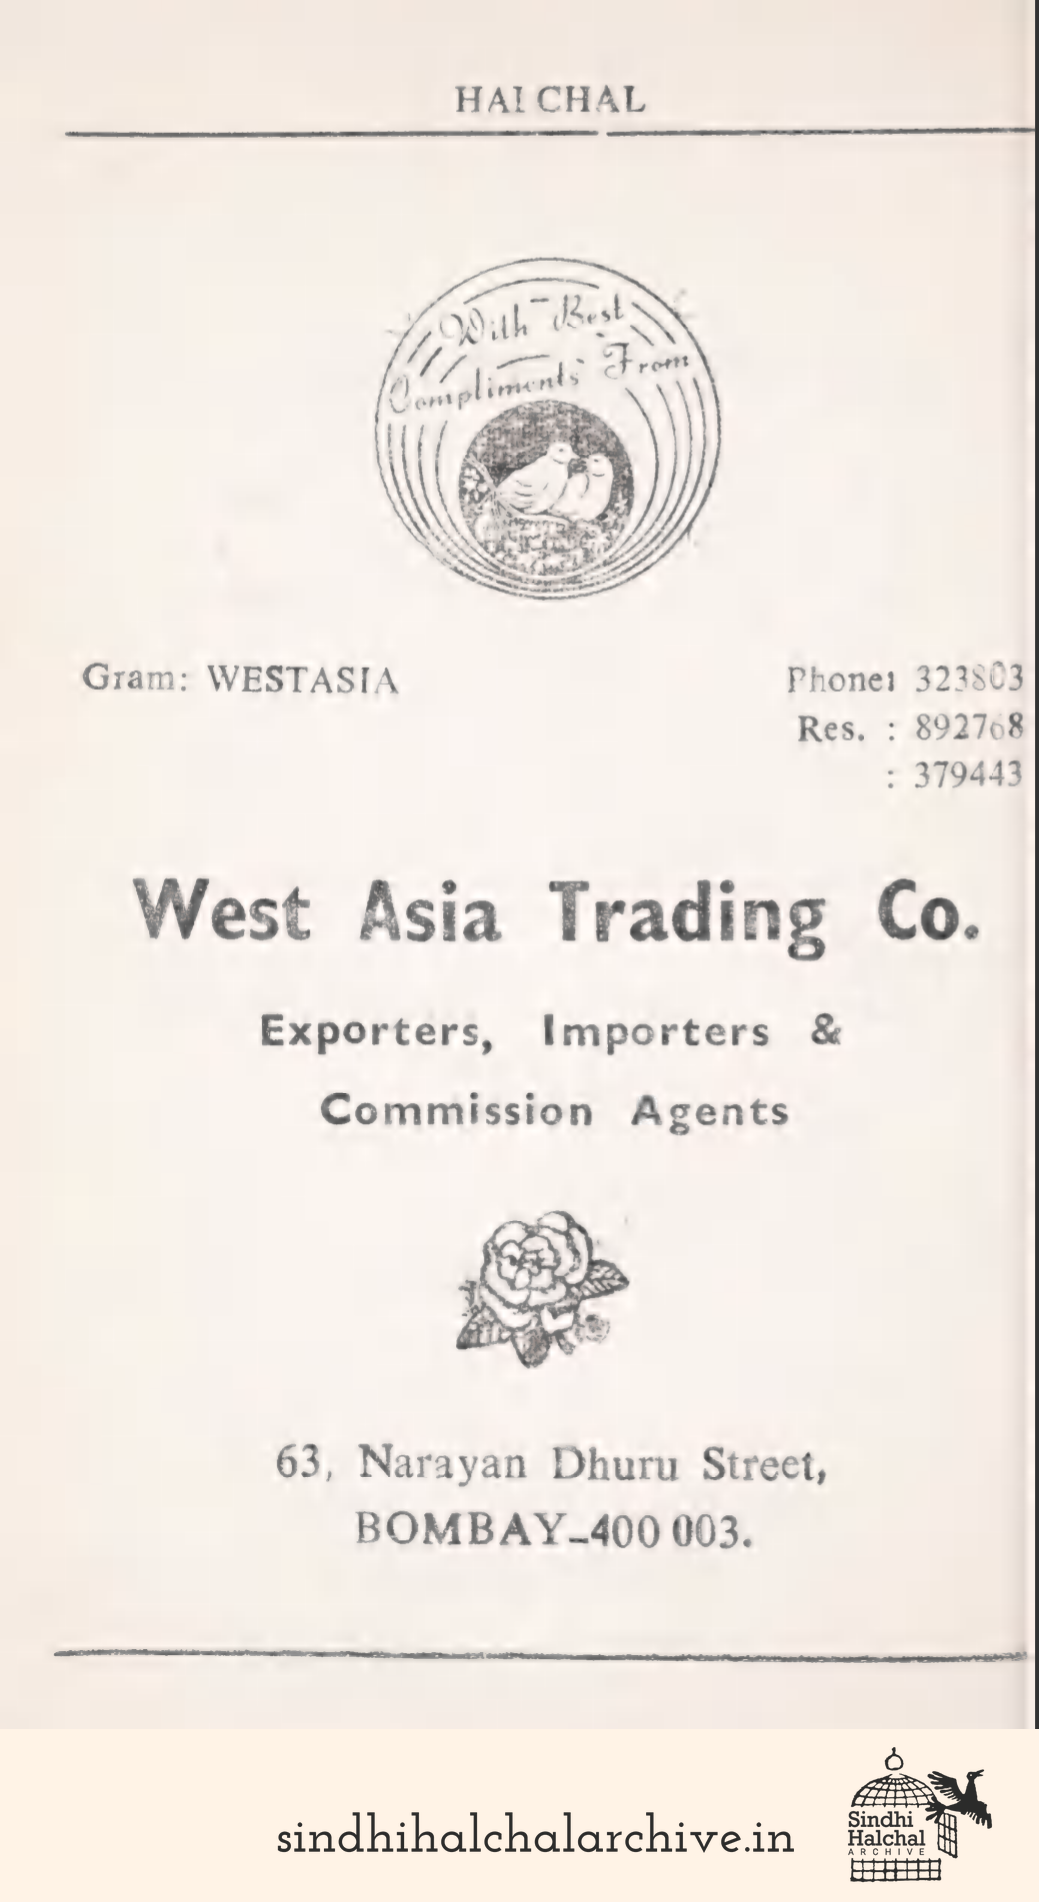 HALCHAL
With Best
Compliments From
Gram: WESTASIA
Phone: 323803
Res. : 892768
: 379443
West Asia Trading Co.
Exporters, Importers &
Commission Agents
63, Narayan Dhuru Street,
BOMBAY-400 003.
sindhihalchalarchive.in
Sindhi
Halchal
ARCHIVE